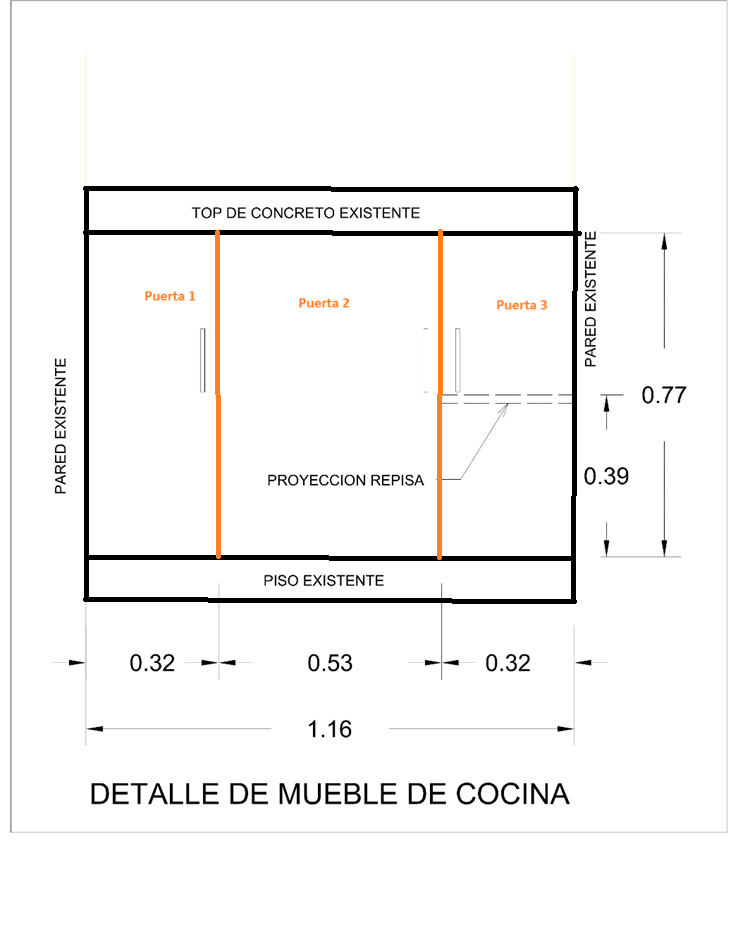 TOP DE CONCRETO EXISTENTE
PARED EXISTENTE
Puerta 1
Puerta 2
Puerta 3
PARED EXISTENTE
0.77
PROYECCION REPISA
0.39
PISO EXISTENTE
0.32
0.53
0.32
1.16
DETALLE DE MUEBLE DE COCINA